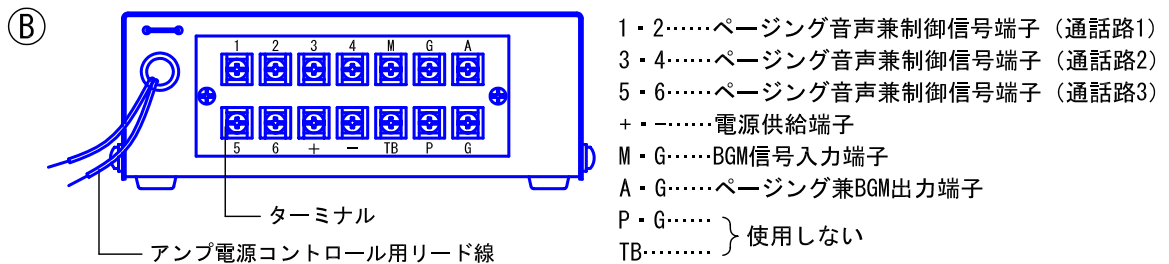 Ⓑ
1 2 3 4 M G A
5 6 + − TB P G
ターミナル
アンプ電源コントロール用リード線
1・2……ページング音声兼制御信号端子（通話路1）
3・4……ページング音声兼制御信号端子（通話路2）
5・6……ページング音声兼制御信号端子（通話路3）
+・−……電源供給端子
M・G……BGM信号入力端子
A・G……ページング兼BGM出力端子
P・G……
TB………
使用しない